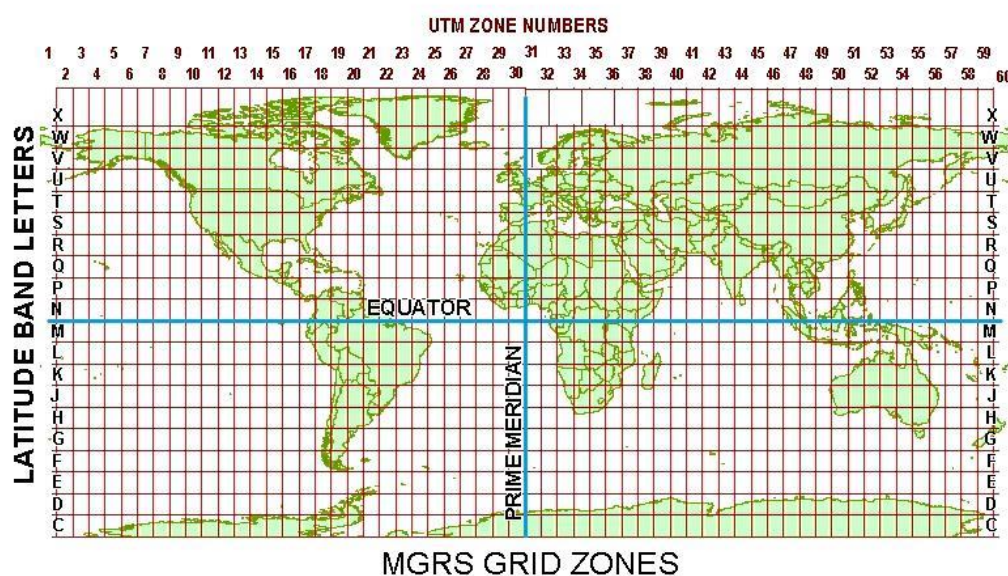 UTM ZONE NUMBERS
1 3 5 7 9 11 13 15 17 19 21 23 25 27 29 31 33 35 37 39 41 43 45 47 49 51 53 55 57 59
2 4 6 8 10 12 14 16 18 20 22 24 26 28 30 32 34 36 38 40 42 44 46 48 50 52 54 56 58 60
LATITUDE BAND LETTERS
X X
W W
V V
U U
T T
S S
R R
Q Q
P P
N N
EQUATOR
M M
L L
K K
J J
H H
G G
F F
E E
D D
C C
PRIME MERIDIAN
MGRS GRID ZONES